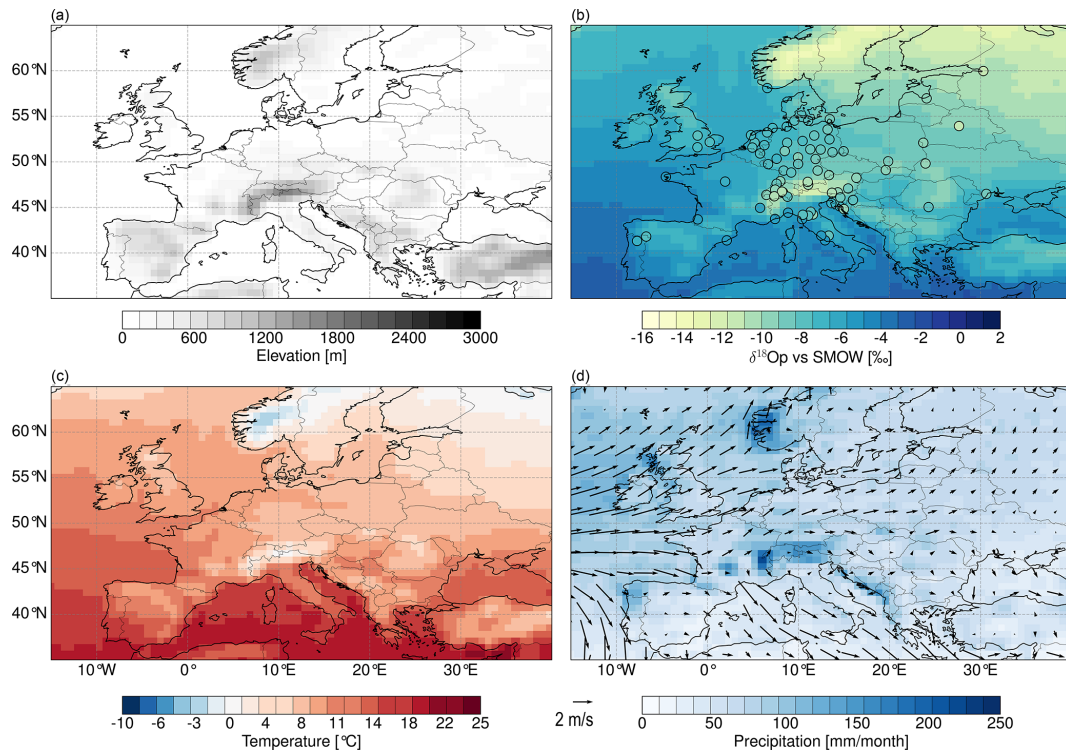 (a) (b)
60°N
55°N
50°N
45°N
40°N
0 600 1200 1800 2400 3000
Elevation [m]
-16 -14 -12 -10 -8 -6 -4 -2 0 2
δ¹⁸Op vs SMOW [‰]
(c) (d)
60°N
55°N
50°N
45°N
40°N
10°W 0° 10°E 20°E 30°E
10°W 0° 10°E 20°E 30°E
-10 -6 -3 0 4 8 11 14 18 22 25
Temperature [°C]
2 m/s
0 50 100 150 200 250
Precipitation [mm/month]